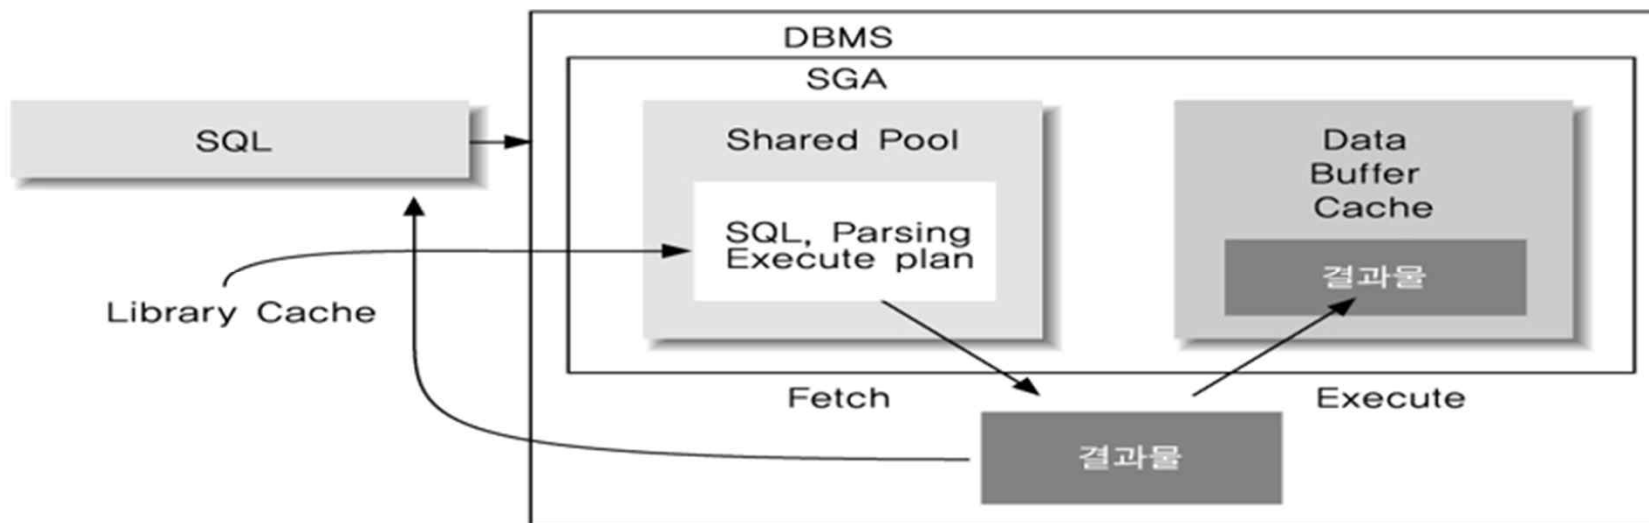 DBMS
SGA
SQL
Shared Pool
Data
Buffer
Cache
SQL, Parsing
Execute plan
결과물
Library Cache
Fetch
Execute
결과물